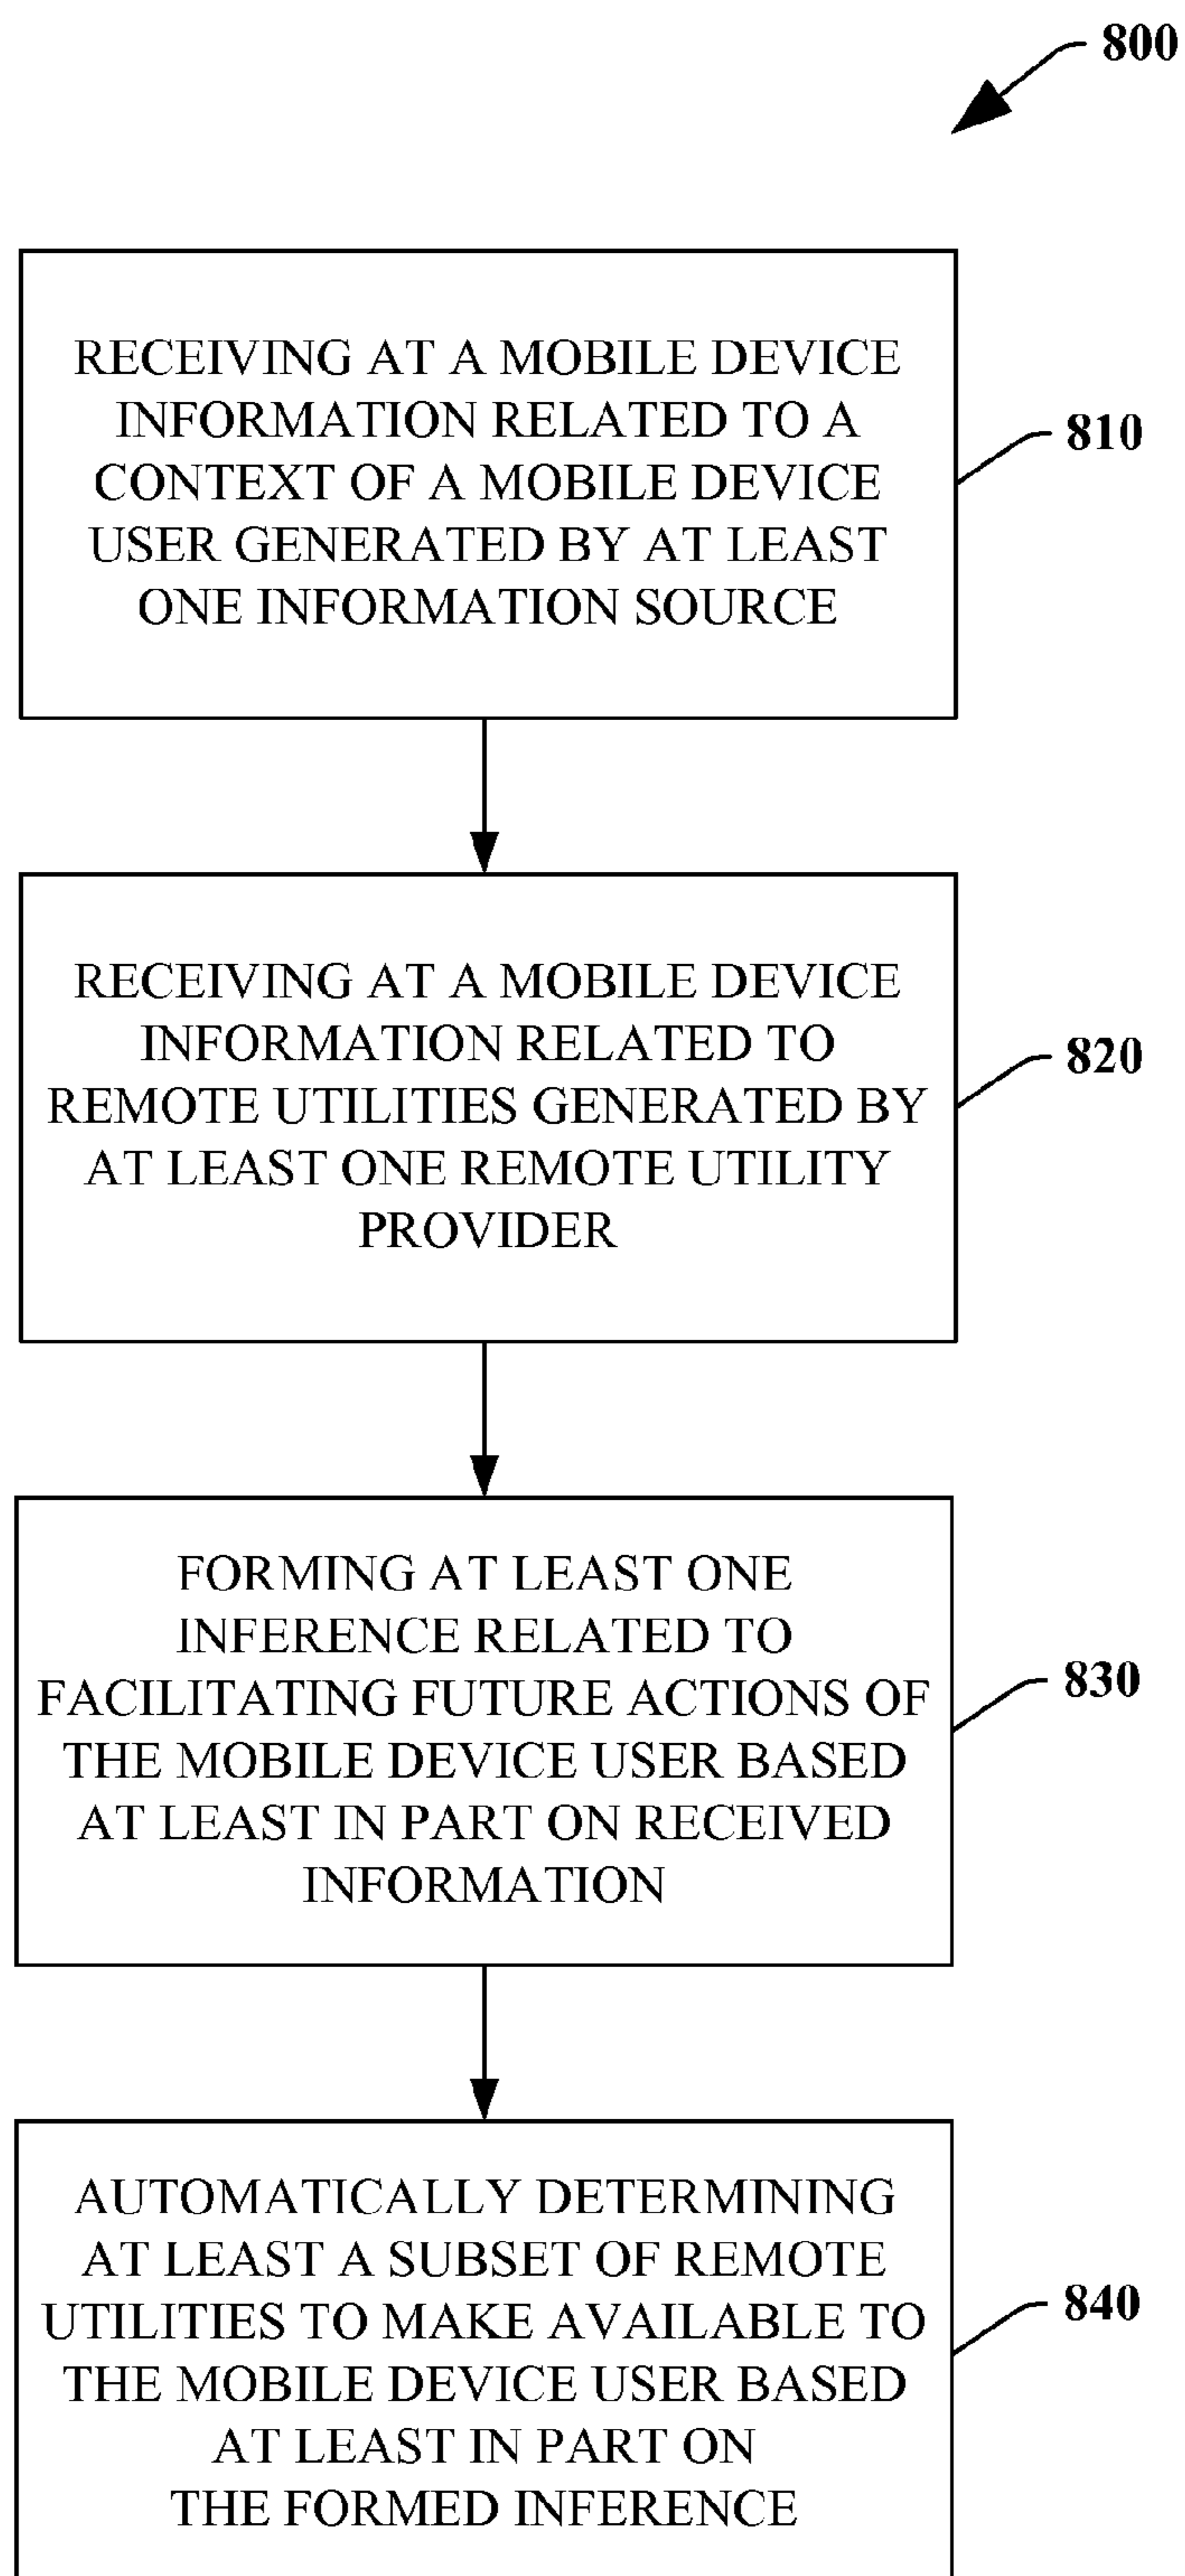 800
RECEIVING AT A MOBILE DEVICE
INFORMATION RELATED TO A
CONTEXT OF A MOBILE DEVICE
USER GENERATED BY AT LEAST
ONE INFORMATION SOURCE
810
RECEIVING AT A MOBILE DEVICE
INFORMATION RELATED TO
REMOTE UTILITIES GENERATED BY
AT LEAST ONE REMOTE UTILITY
PROVIDER
820
FORMING AT LEAST ONE
INFERENCE RELATED TO
FACILITATING FUTURE ACTIONS OF
THE MOBILE DEVICE USER BASED
AT LEAST IN PART ON RECEIVED
INFORMATION
830
AUTOMATICALLY DETERMINING
AT LEAST A SUBSET OF REMOTE
UTILITIES TO MAKE AVAILABLE TO
THE MOBILE DEVICE USER BASED
AT LEAST IN PART ON
THE FORMED INFERENCE
840